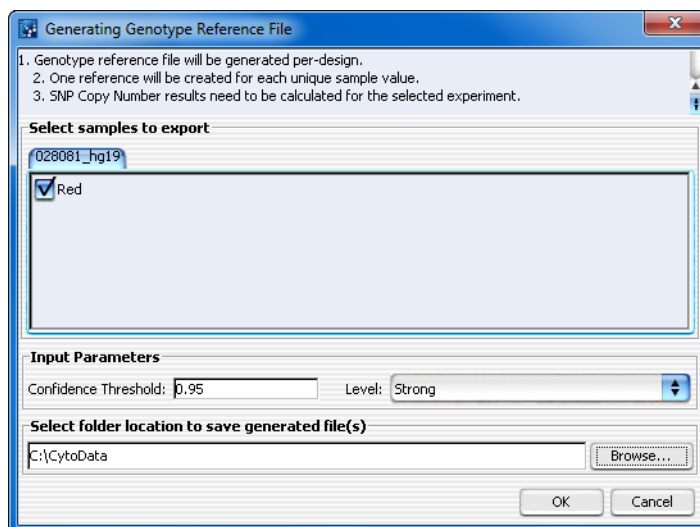 Generating Genotype Reference File
1. Genotype reference file will be generated per-design.
2. One reference will be created for each unique sample value.
3. SNP Copy Number results need to be calculated for the selected experiment.
Select samples to export
028081_hg19
Red
Input Parameters
Confidence Threshold: 0.95 Level: Strong
Select folder location to save generated file(s)
C:\CytoData Browse...
OK Cancel